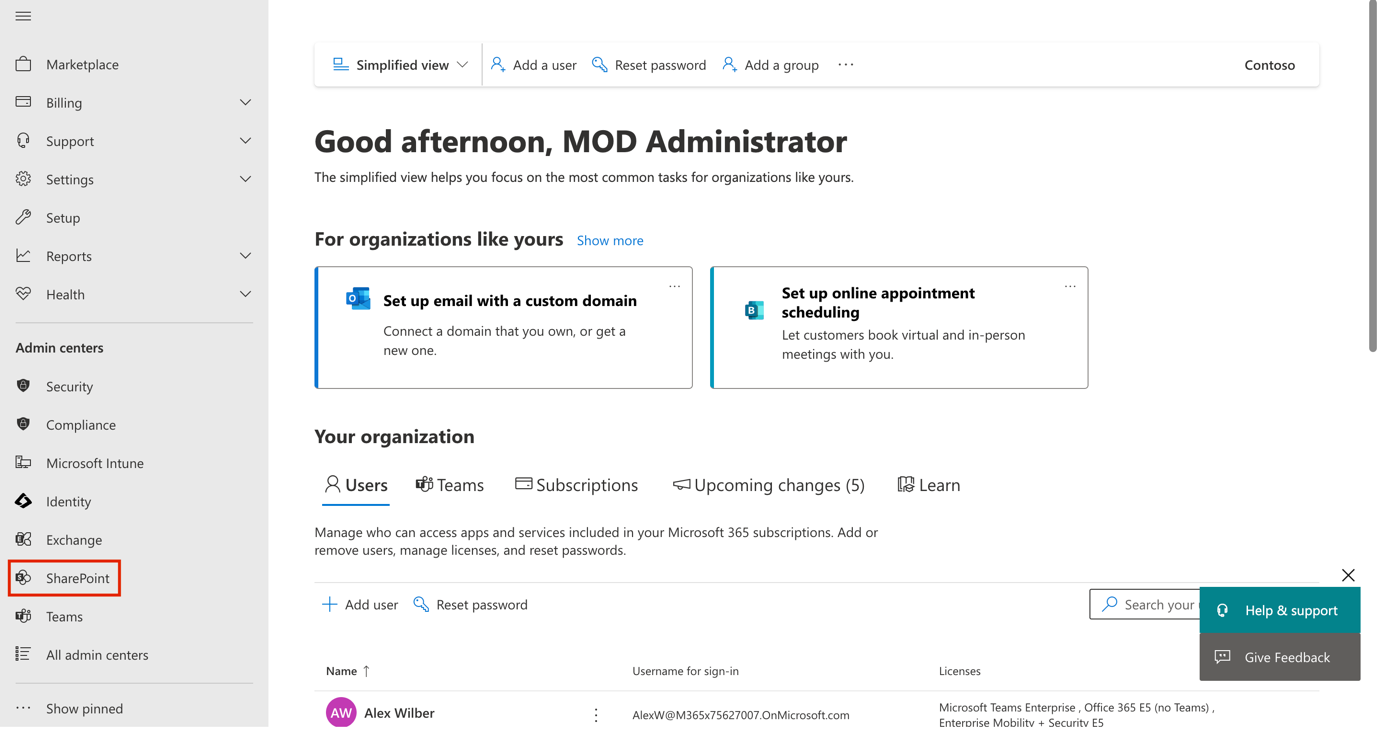 Marketplace
Billing
Support
Settings
Setup
Reports
Health
Admin centers
Security
Compliance
Microsoft Intune
Identity
Exchange
SharePoint
Teams
All admin centers
Show pinned
Simplified view
Add a user
Reset password
Add a group
Contoso
Good afternoon, MOD Administrator
The simplified view helps you focus on the most common tasks for organizations like yours.
For organizations like yours
Show more
Set up email with a custom domain
Connect a domain that you own, or get a
new one.
Set up online appointment
scheduling
Let customers book virtual and in-person
meetings with you.
Your organization
Users
Teams
Subscriptions
Upcoming changes (5)
Learn
Manage who can access apps and services included in your Microsoft 365 subscriptions. Add or
remove users, manage licenses, and reset passwords.
Add user
Reset password
Search your
Help & support
Give Feedback
Name ↑
Username for sign-in
Licenses
AW
Alex Wilber
AlexW@M365x75627007.OnMicrosoft.com
Microsoft Teams Enterprise , Office 365 E5 (no Teams) ,
Enterprise Mobility + Security E5